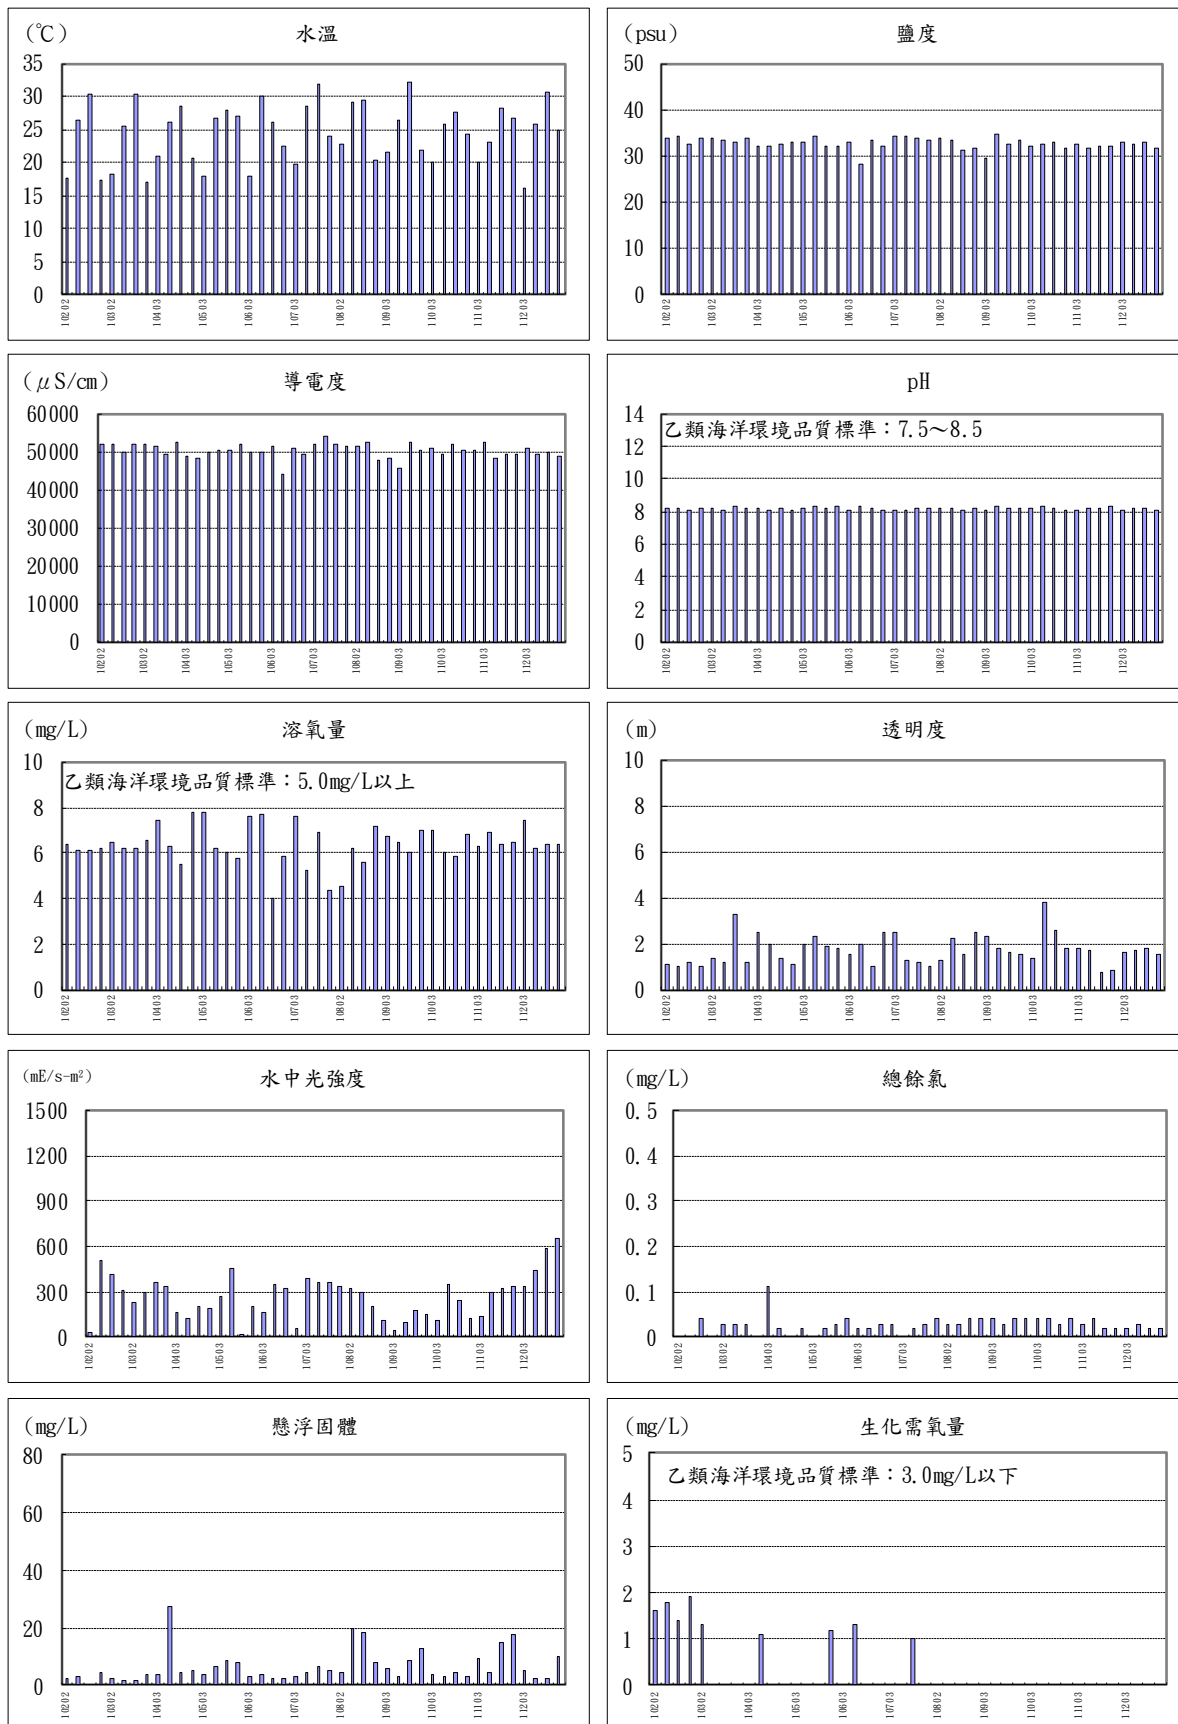 (℃) 水溫
35
30
25
20
15
10
5
0
10202 10302 10403 10503 10603 10703 10802 10903 11003 11103 11203
(psu) 鹽度
50
40
30
20
10
0
10202 10302 10403 10503 10603 10703 10802 10903 11003 11103 11203
(μS/cm) 導電度
60000
50000
40000
30000
20000
10000
0
10202 10302 10403 10503 10603 10703 10802 10903 11003 11103 11203
pH
乙類海洋環境品質標準：7.5～8.5
14
12
10
8
6
4
2
0
10202 10302 10403 10503 10603 10703 10802 10903 11003 11103 11203
(mg/L) 溶氧量
乙類海洋環境品質標準：5.0mg/L以上
10
8
6
4
2
0
10202 10302 10403 10503 10603 10703 10802 10903 11003 11103 11203
(m) 透明度
10
8
6
4
2
0
10202 10302 10403 10503 10603 10703 10802 10903 11003 11103 11203
(mE/s-m²) 水中光強度
1500
1200
900
600
300
0
10202 10302 10403 10503 10603 10703 10802 10903 11003 11103 11203
(mg/L) 總餘氯
0.5
0.4
0.3
0.2
0.1
0
10202 10302 10403 10503 10603 10703 10802 10903 11003 11103 11203
(mg/L) 懸浮固體
80
60
40
20
0
10202 10302 10403 10503 10603 10703 10802 10903 11003 11103 11203
(mg/L) 生化需氧量
乙類海洋環境品質標準：3.0mg/L以下
5
4
3
2
1
0
10202 10302 10403 10503 10603 10703 10802 10903 11003 11103 11203